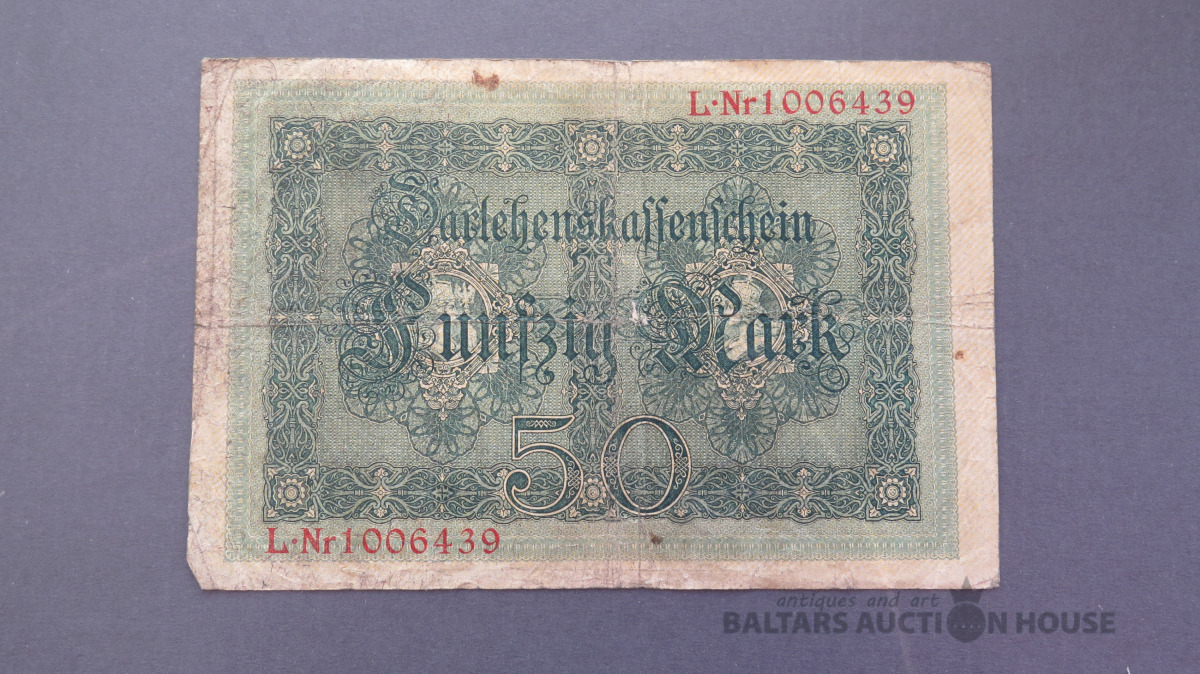 L·Nr1006439
Darlehenskassenschein
Fünfzig Mark
50
L·Nr1006439
antiques and art
BALTARS AUCTION HOUSE